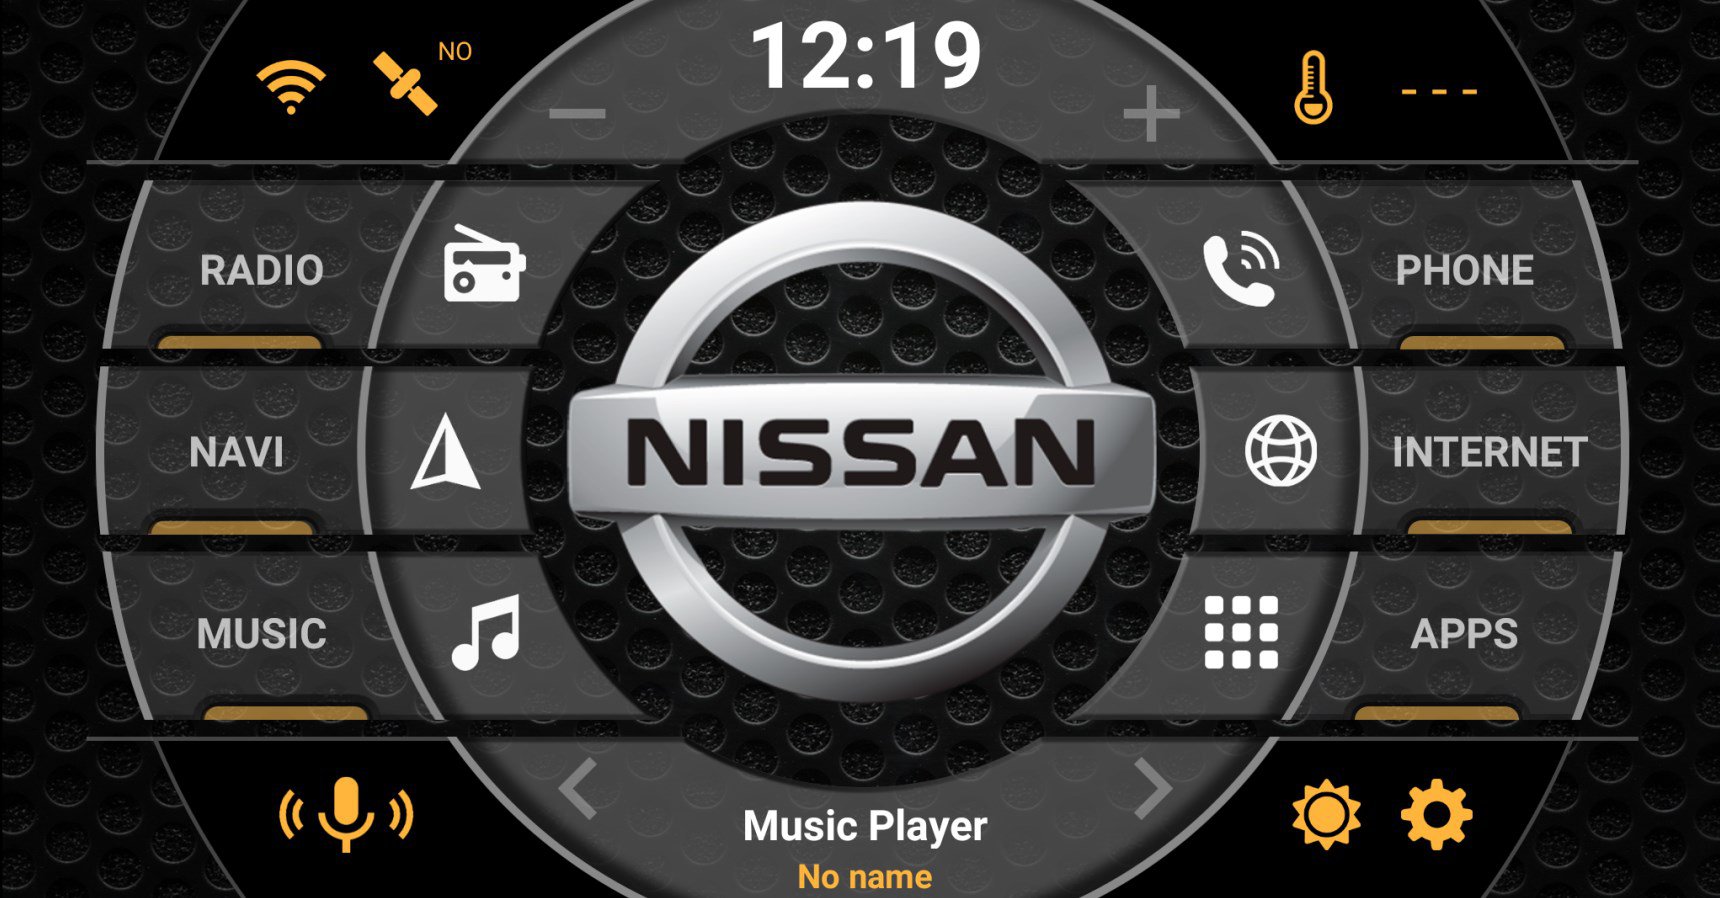 NO
12:19
---
RADIO
PHONE
NAVI
NISSAN
INTERNET
MUSIC
APPS
Music Player
No name